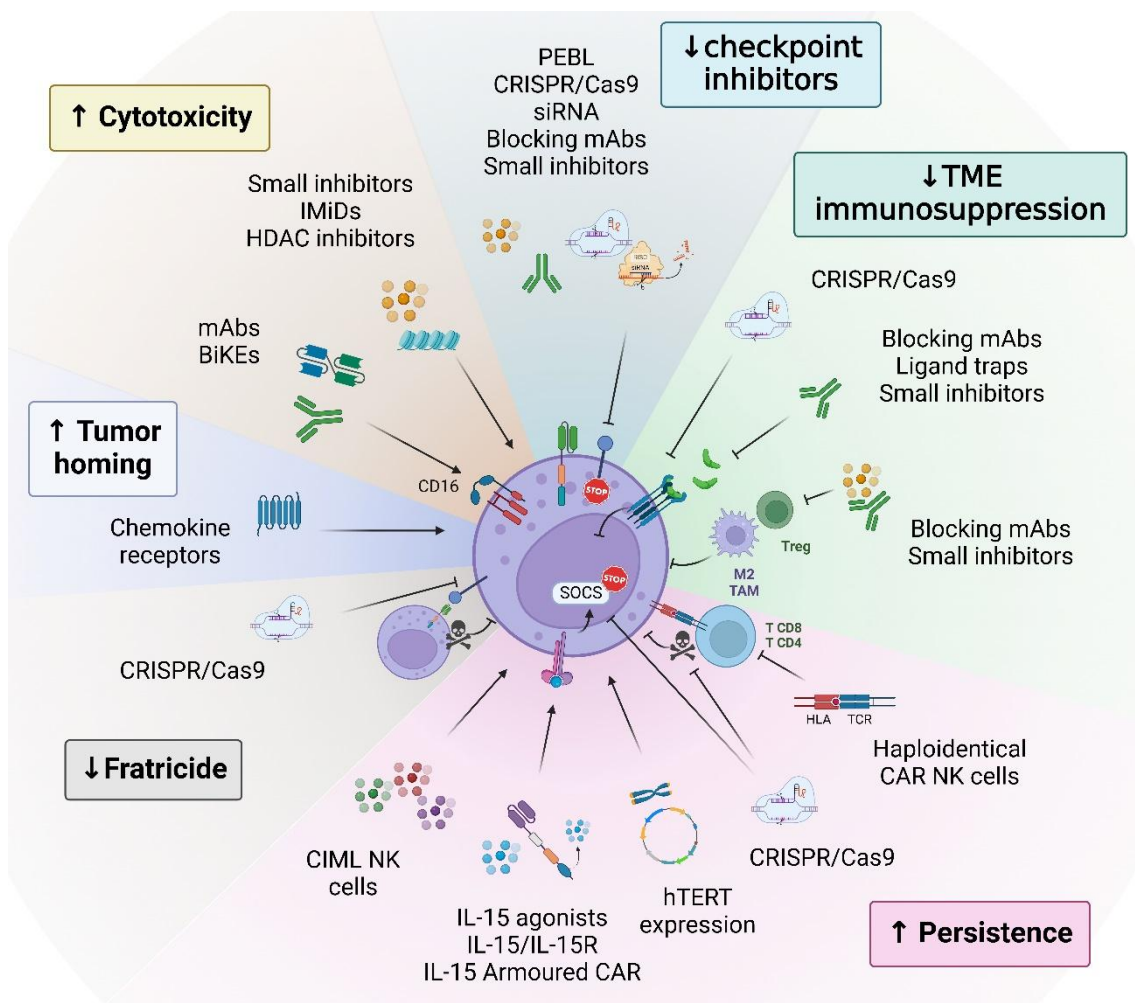 ↓checkpoint
inhibitors
PEBL
CRISPR/Cas9
siRNA
Blocking mAbs
Small inhibitors
↑ Cytotoxicity
Small inhibitors
IMiDs
HDAC inhibitors
mAbs
BiKEs
↓TME
immunosuppression
CRISPR/Cas9
Blocking mAbs
Ligand traps
Small inhibitors
RISC
siRNA
↑ Tumor
homing
Chemokine
receptors
CD16
STOP
Treg
M2
TAM
Blocking mAbs
Small inhibitors
SOCS
STOP
T CD8
T CD4
HLA
TCR
Haploidentical
CAR NK cells
CRISPR/Cas9
↓Fratricide
CIML NK
cells
IL-15 agonists
IL-15/IL-15R
IL-15 Armoured CAR
hTERT
expression
CRISPR/Cas9
↑ Persistence